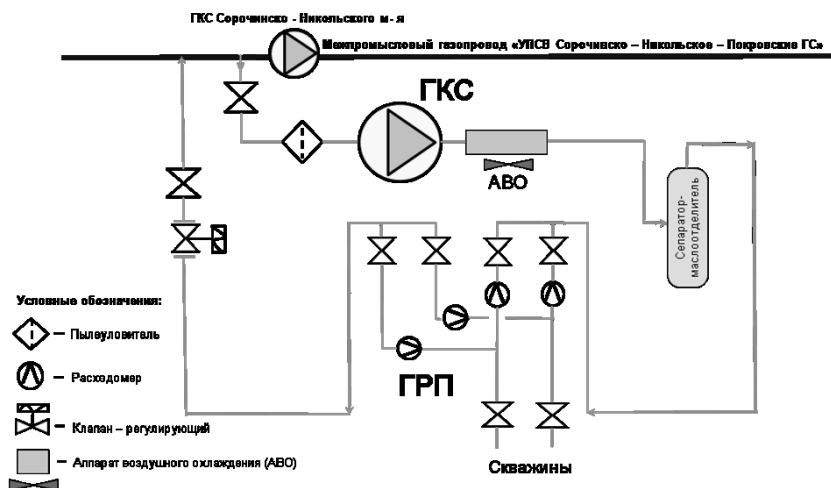 ГКС Сорочинско - Никольского м- я
Межпромысловый газопровод «УПСВ Сорочинско – Никольское – Покровские ГС»
ГКС
АВО
Сепаратор-
маслоотделитель
Условные обозначения:
– Пылеуловитель
– Расходомер
ГРП
Клапан – регулирующий
– Аппарат воздушного охлаждения (АВО)
Скважины